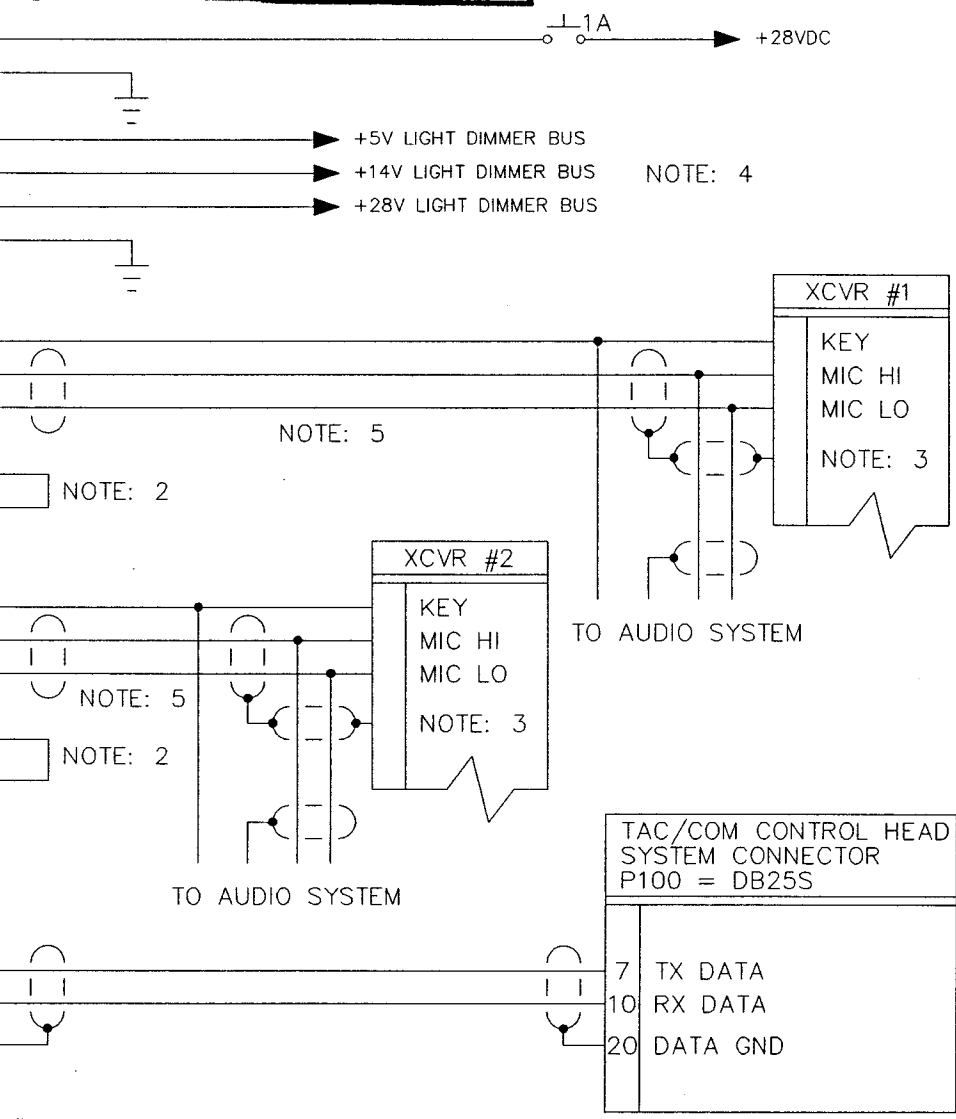 1A
+28VDC
+5V LIGHT DIMMER BUS
+14V LIGHT DIMMER BUS
NOTE: 4
+28V LIGHT DIMMER BUS
XCVR #1
KEY
MIC HI
MIC LO
NOTE: 3
NOTE: 5
NOTE: 2
TO AUDIO SYSTEM
XCVR #2
KEY
MIC HI
MIC LO
NOTE: 3
NOTE: 5
NOTE: 2
TO AUDIO SYSTEM
TAC/COM CONTROL HEAD
SYSTEM CONNECTOR
P100 = DB25S
7 TX DATA
10 RX DATA
20 DATA GND